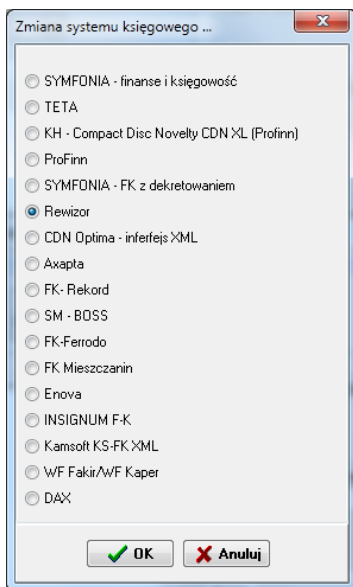 Zmiana systemu księgowego ...
SYMFONIA - finanse i księgowość
TETA
KH - Compact Disc Novelty CDN XL (Profinn)
ProFinn
SYMFONIA - FK z dekretowaniem
Rewizor
CDN Optima - inferfejs XML
Axapta
FK- Rekord
SM - BOSS
FK-Ferrodo
FK Mieszczanin
Enova
INSIGNUM F-K
Kamsoft KS-FK XML
WF Fakir/WF Kaper
DAX
OK Anuluj